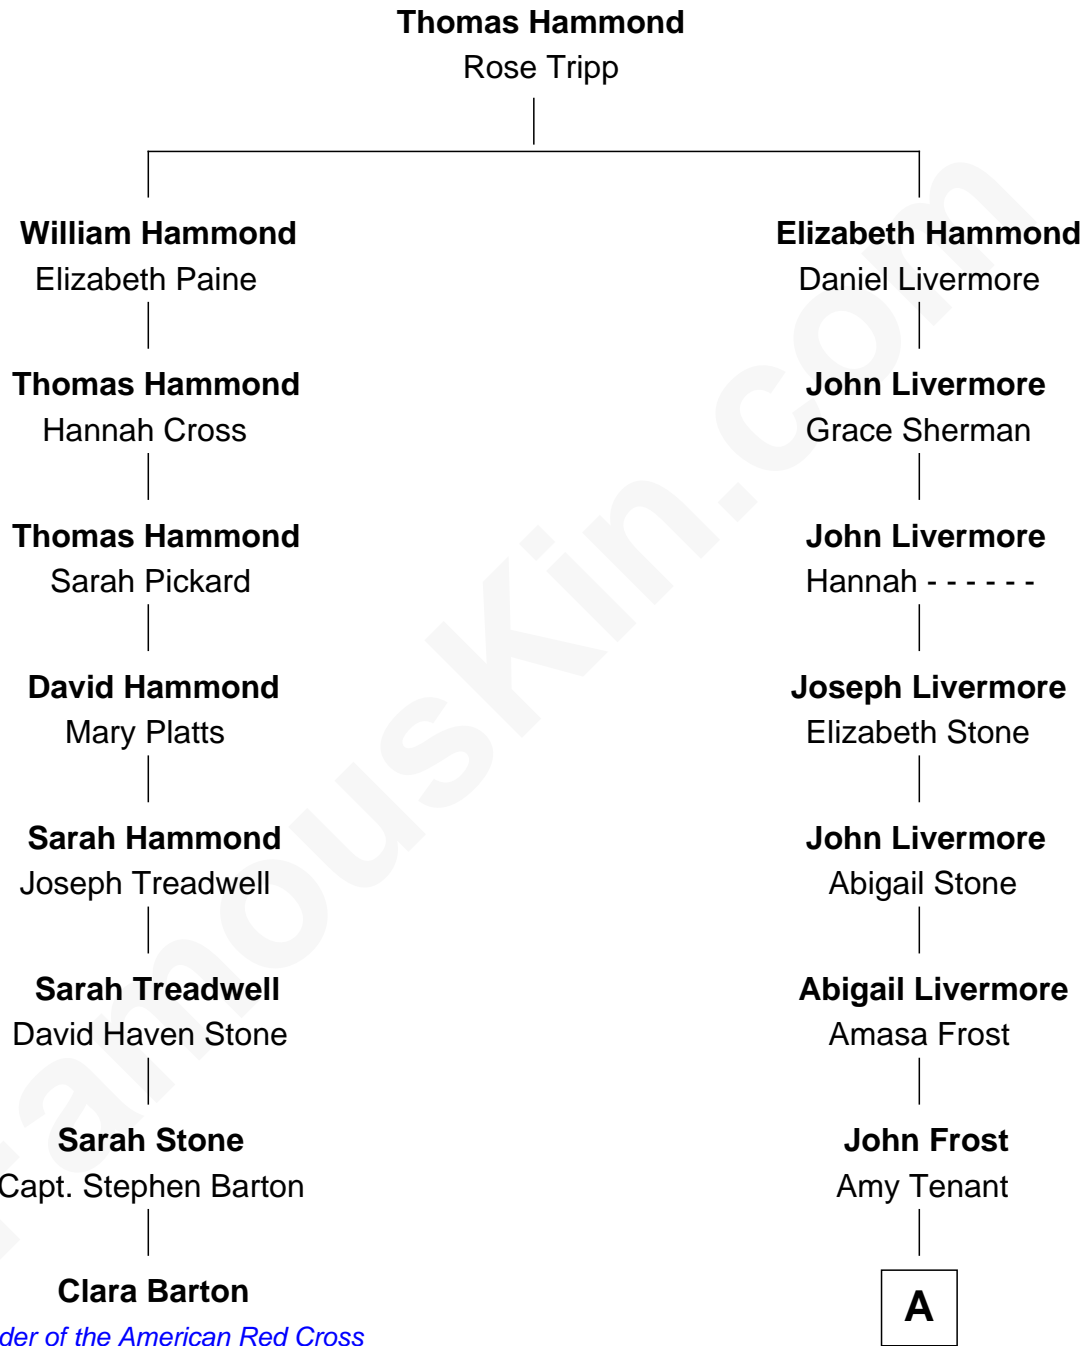 Thomas Hammond
Rose Tripp
William Hammond
Elizabeth Paine
Thomas Hammond
Hannah Cross
Thomas Hammond
Sarah Pickard
David Hammond
Mary Platts
Sarah Hammond
Joseph Treadwell
Sarah Treadwell
David Haven Stone
Sarah Stone
Capt. Stephen Barton
Clara Barton
der of the American Red Cross
Elizabeth Hammond
Daniel Livermore
John Livermore
Grace Sherman
John Livermore
Hannah - - - - - -
Joseph Livermore
Elizabeth Stone
John Livermore
Abigail Stone
Abigail Livermore
Amasa Frost
John Frost
Amy Tenant
A
FamousKin.com